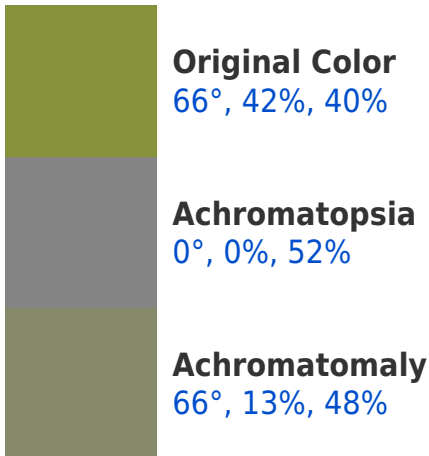 Original Color
66°, 42%, 40%
Achromatopsia
0°, 0%, 52%
Achromatomaly
66°, 13%, 48%